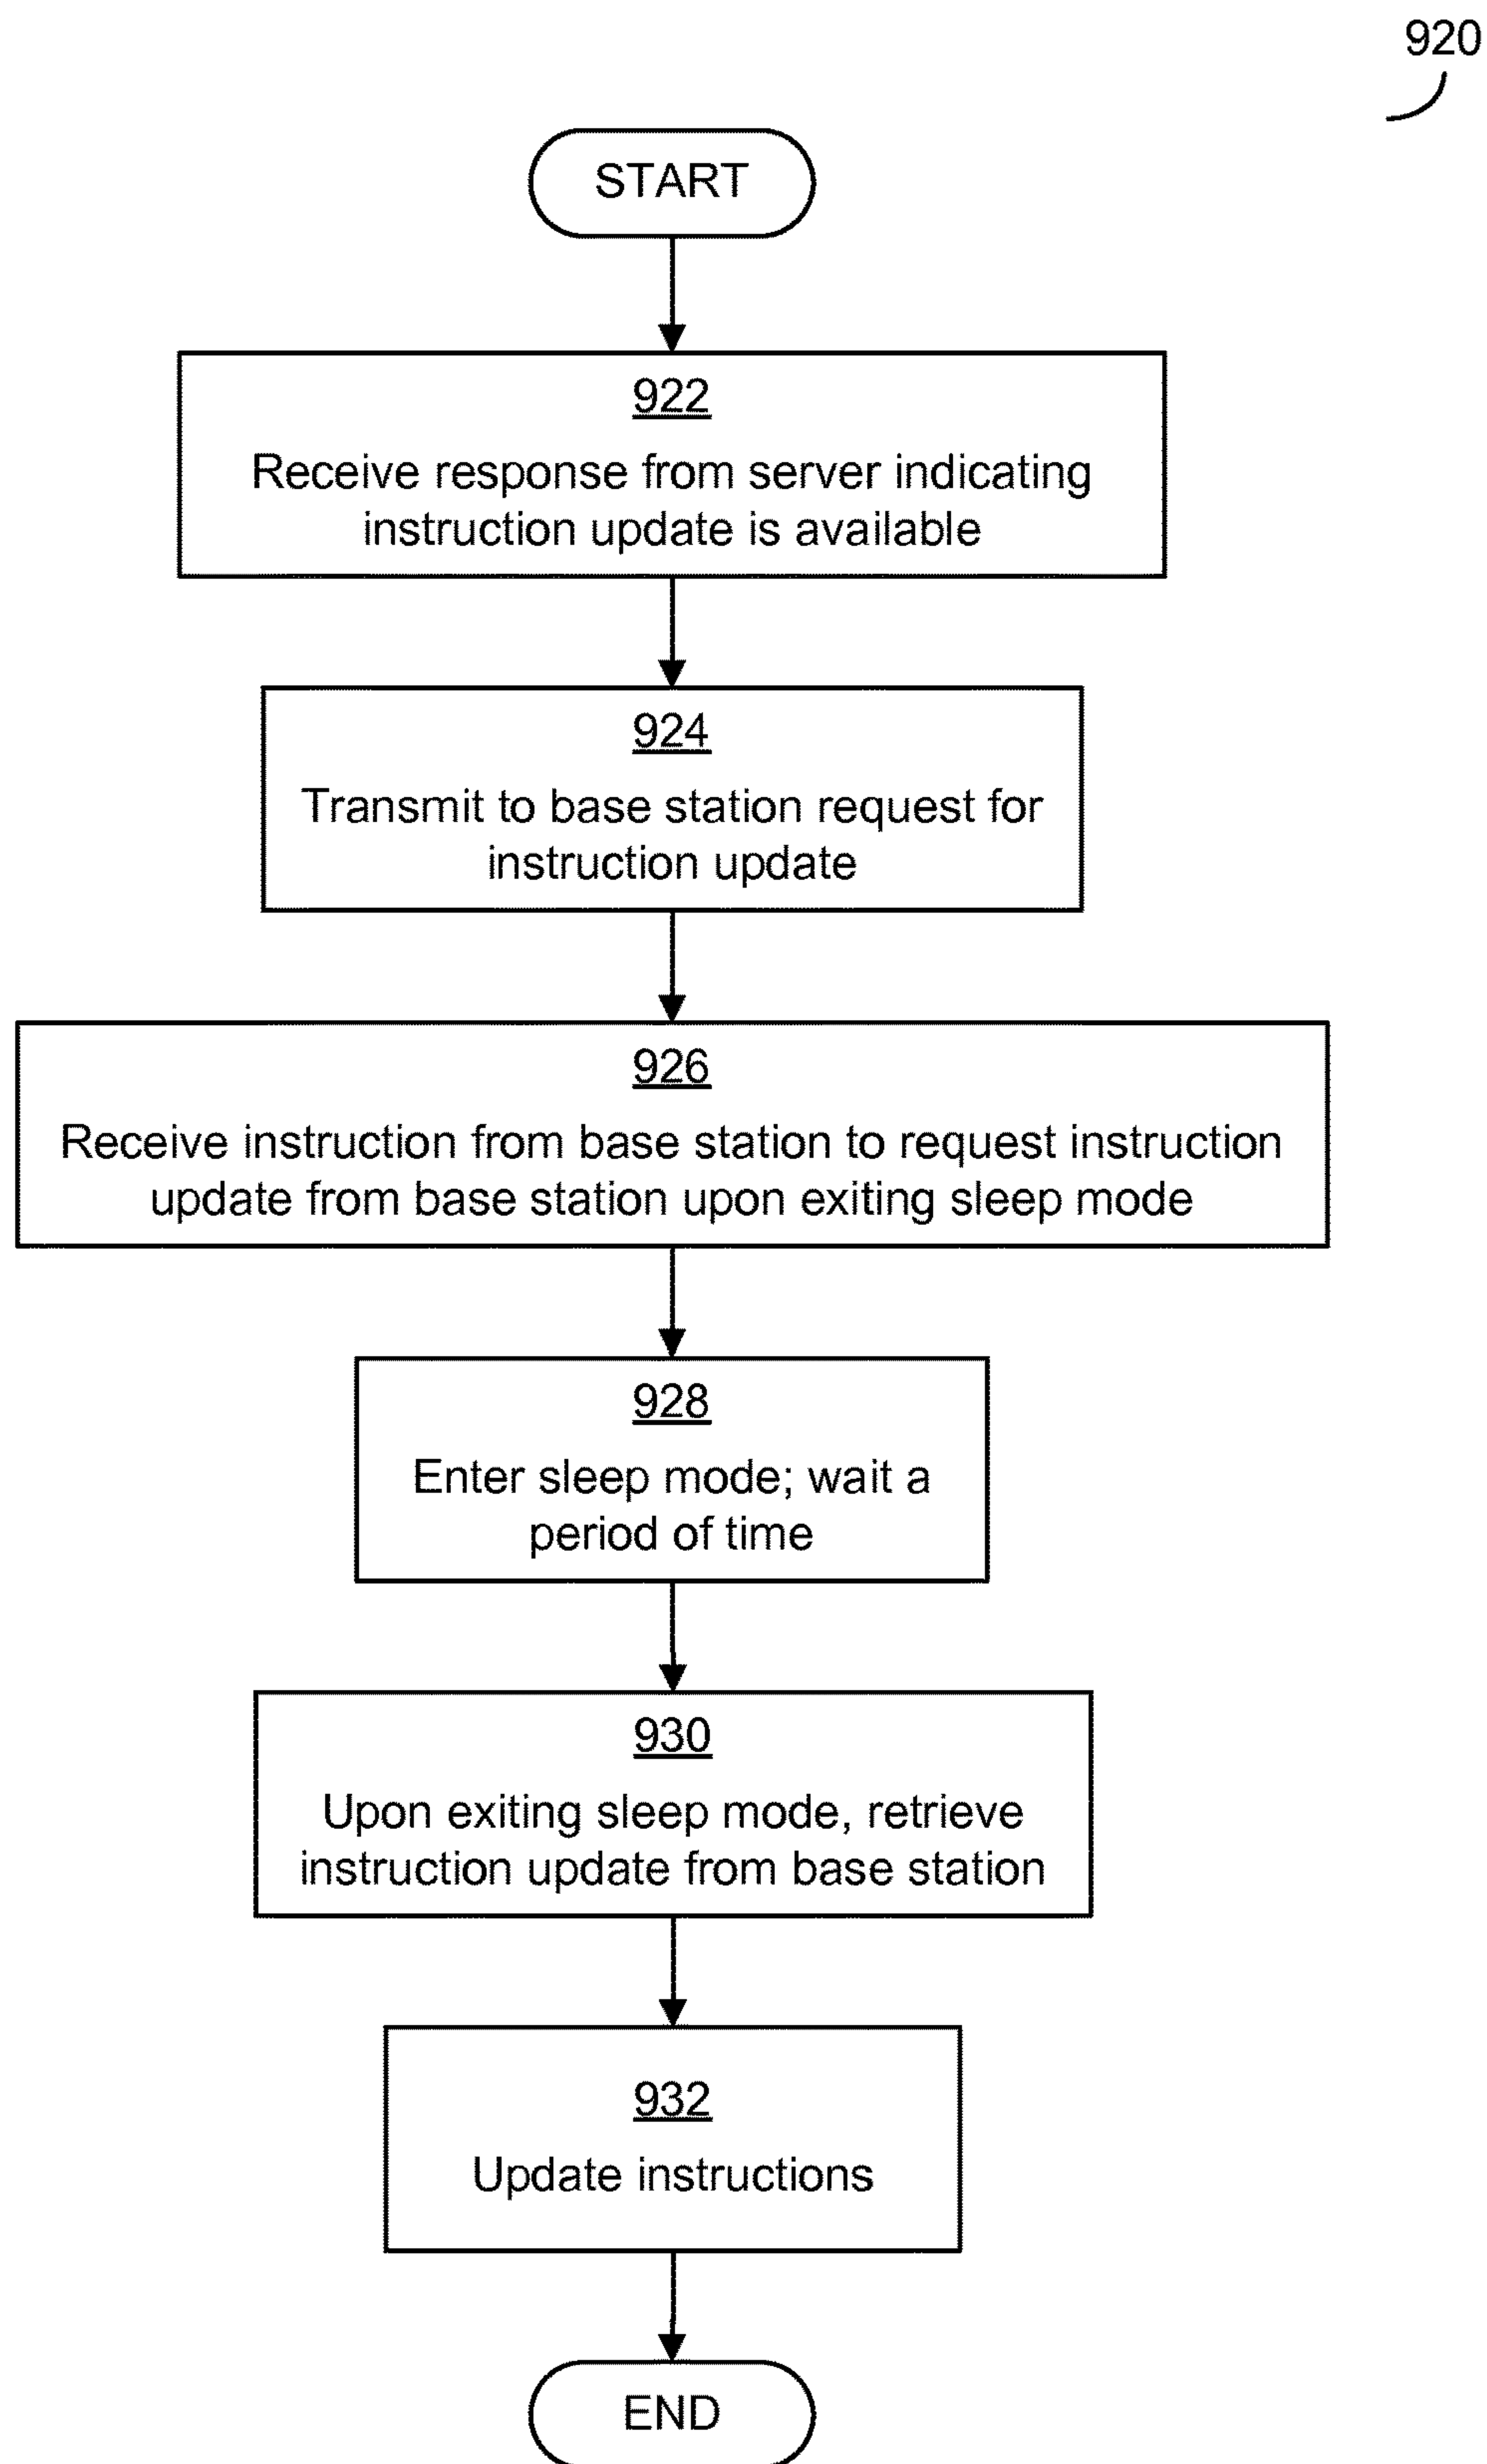 920
START
922
Receive response from server indicating
instruction update is available
924
Transmit to base station request for
instruction update
926
Receive instruction from base station to request instruction
update from base station upon exiting sleep mode
928
Enter sleep mode; wait a
period of time
930
Upon exiting sleep mode, retrieve
instruction update from base station
932
Update instructions
END